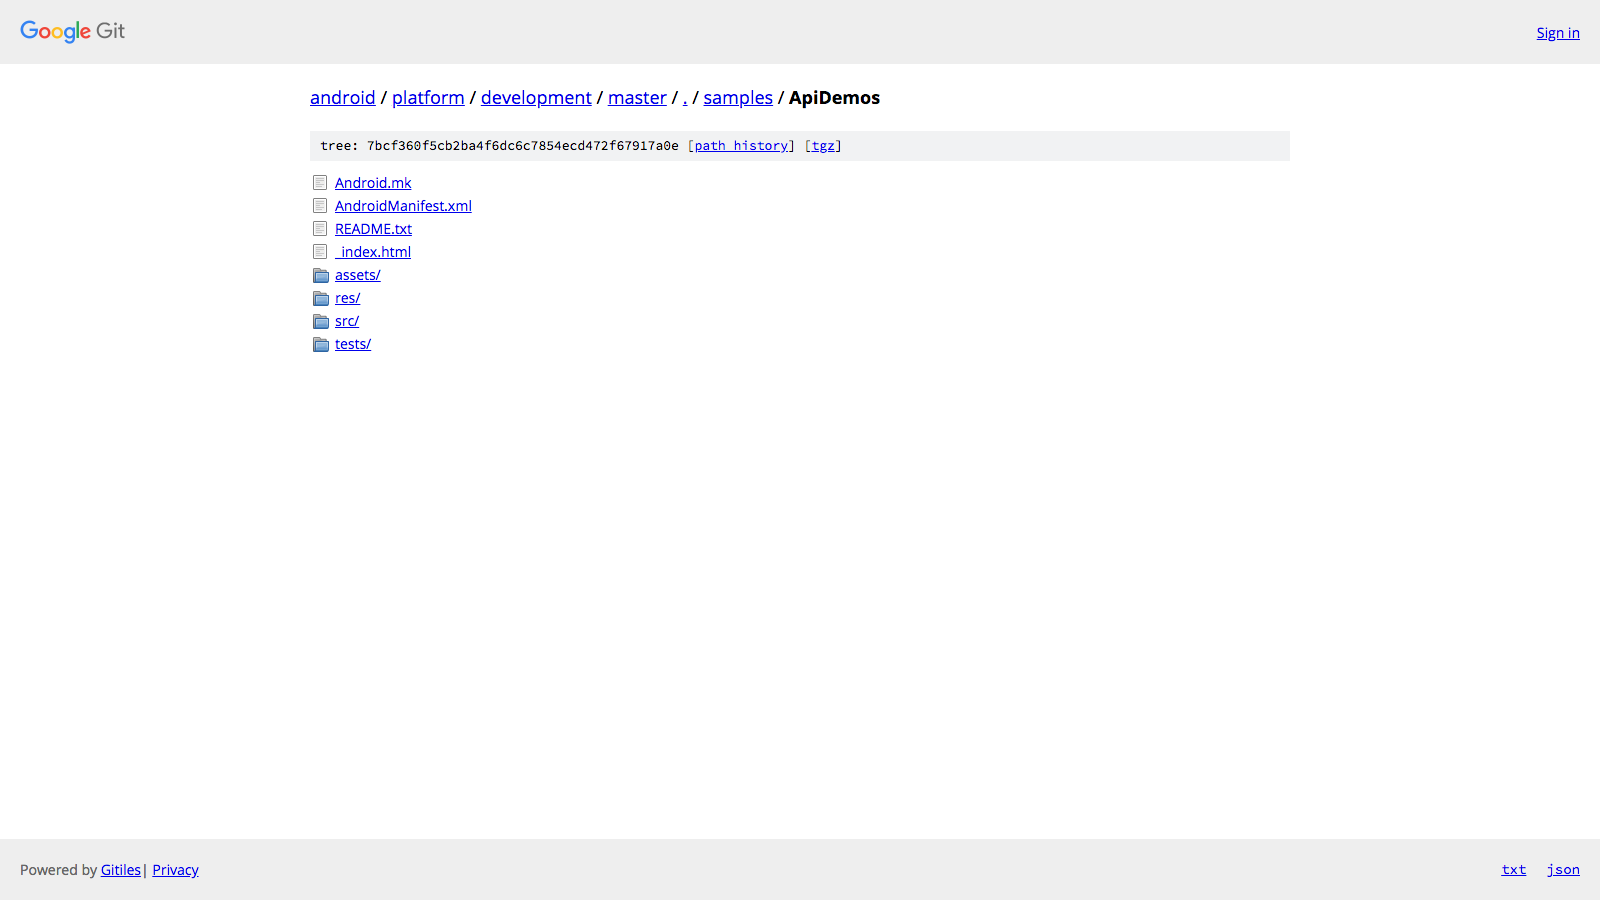 Google Git
Sign in
android / platform / development / master / . / samples / ApiDemos
tree: 7bcf360f5cb2ba4f6dc6c7854ecd472f67917a0e [path history] [tgz]
Android.mk
AndroidManifest.xml
README.txt
_index.html
assets/
res/
src/
tests/
Powered by Gitiles| Privacy
txt json